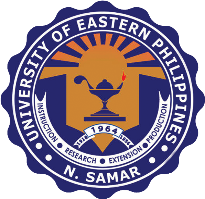 UNIVERSITY OF EASTERN PHILIPPINES
N. SAMAR
INSTRUCTION • RESEARCH • EXTENSION • PRODUCTION
1964